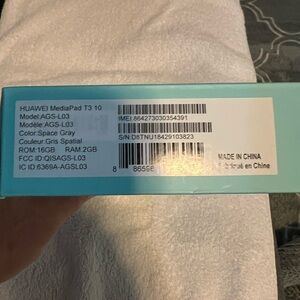 HUAWEI MediaPad T3 10
Model:AGS-L03
Modèle:AGS-L03
Color:Space Gray
Couleur Gris Spatial
ROM:16GB RAM:2GB
FCC ID:QISAGS-L03
IC ID:6369A-AGSL03
IMEI:864273030354391
S/N:D8TNU18429103823
MADE IN CHINA
en Chine